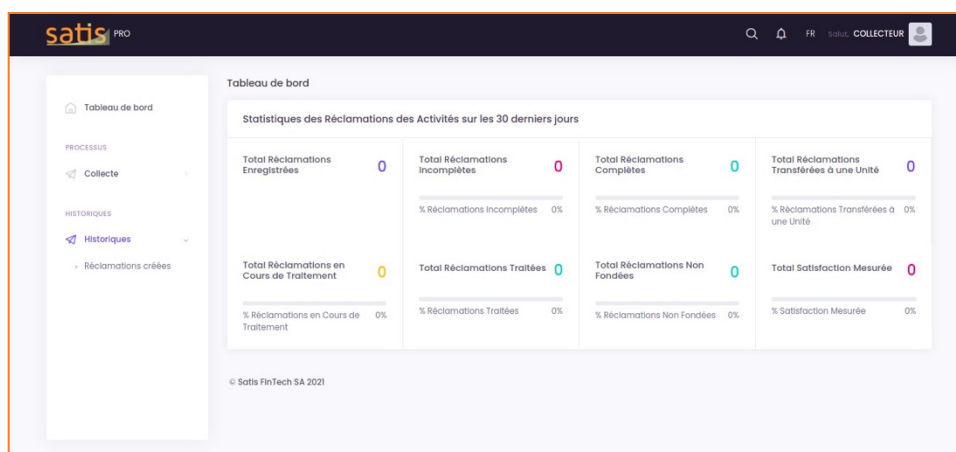 satis PRO
FR Salut, COLLECTEUR
Tableau de bord
PROCESSUS
Collecte
HISTORIQUES
Historiques
Réclamations créées
Tableau de bord
Statistiques des Réclamations des Activités sur les 30 derniers jours
Total Réclamations
Enregistrées 0
Total Réclamations
Incomplètes 0
% Réclamations Incomplètes 0%
Total Réclamations
Complètes 0
% Réclamations Complètes 0%
Total Réclamations
Transférées à une Unité 0
% Réclamations Transférées à 0%
une Unité
Total Réclamations en
Cours de Traitement 0
% Réclamations en Cours de 0%
Traitement
Total Réclamations Traitées 0
% Réclamations Traitées 0%
Total Réclamations Non
Fondées 0
% Réclamations Non Fondées 0%
Total Satisfaction Mesurée 0
% Satisfaction Mesurée 0%
© Satis FinTech SA 2021